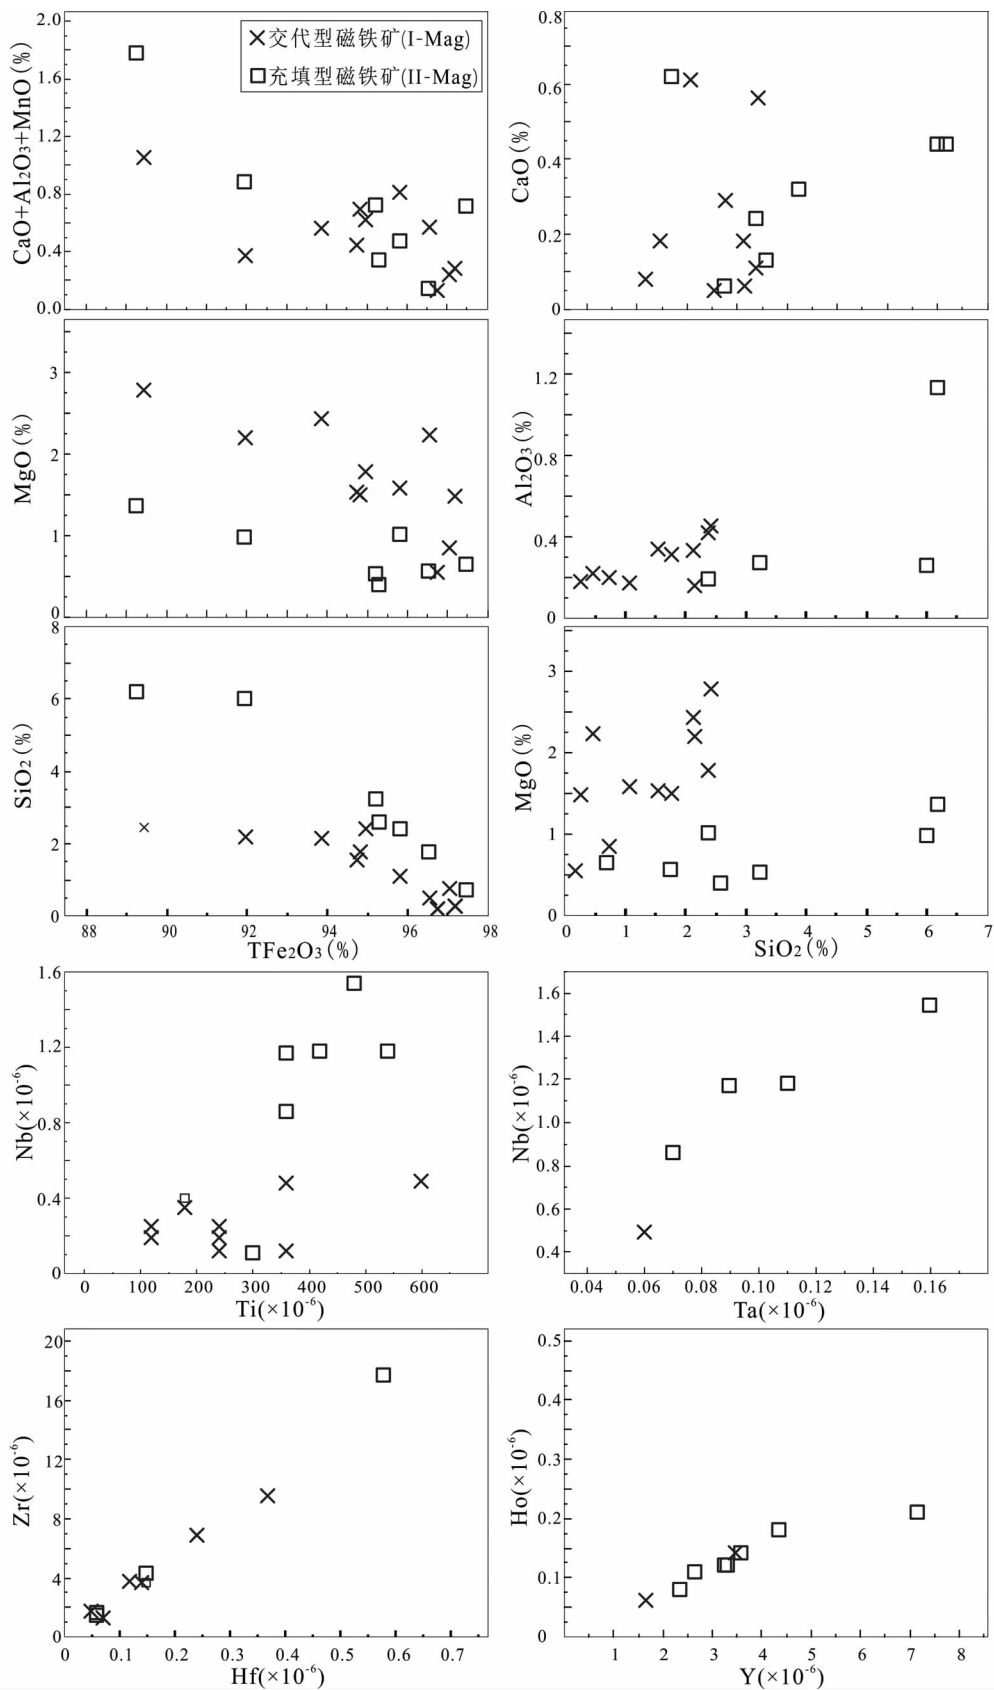 交代型磁铁矿(I-Mag)
充填型磁铁矿(II-Mag)
CaO+Al₂O₃+MnO(%)
2.0
1.6
1.2
0.8
0.4
0.0
CaO(%)
0.8
0.6
0.4
0.2
0
MgO(%)
3
2
1
0
Al₂O₃(%)
1.2
0.8
0.4
0
SiO₂(%)
8
6
4
2
0
88 90 92 94 96 98
TFe₂O₃(%)
MgO(%)
3
2
1
0
0 1 2 3 4 5 6 7
SiO₂(%)
Nb(×10⁻⁶)
1.6
1.2
0.8
0.4
0
0 100 200 300 400 500 600
Ti(×10⁻⁶)
Nb(×10⁻⁶)
1.6
1.4
1.2
1.0
0.8
0.6
0.4
0.04 0.06 0.08 0.10 0.12 0.14 0.16
Ta(×10⁻⁶)
Zr(×10⁻⁶)
20
16
12
8
4
0
0 0.1 0.2 0.3 0.4 0.5 0.6 0.7
Hf(×10⁻⁶)
Ho(×10⁻⁶)
0.5
0.4
0.3
0.2
0.1
0
1 2 3 4 5 6 7 8
Y(×10⁻⁶)